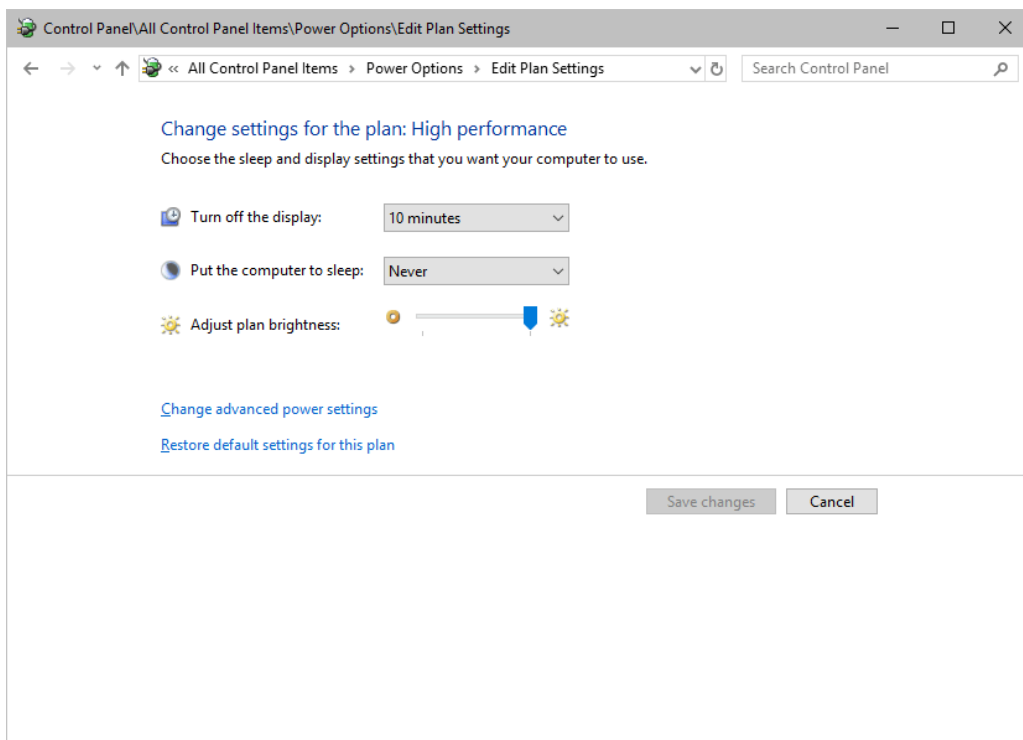 Control Panel\All Control Panel Items\Power Options\Edit Plan Settings
« All Control Panel Items > Power Options > Edit Plan Settings Search Control Panel
Change settings for the plan: High performance
Choose the sleep and display settings that you want your computer to use.
Turn off the display: 10 minutes
Put the computer to sleep: Never
Adjust plan brightness:
Change advanced power settings
Restore default settings for this plan
Save changes Cancel